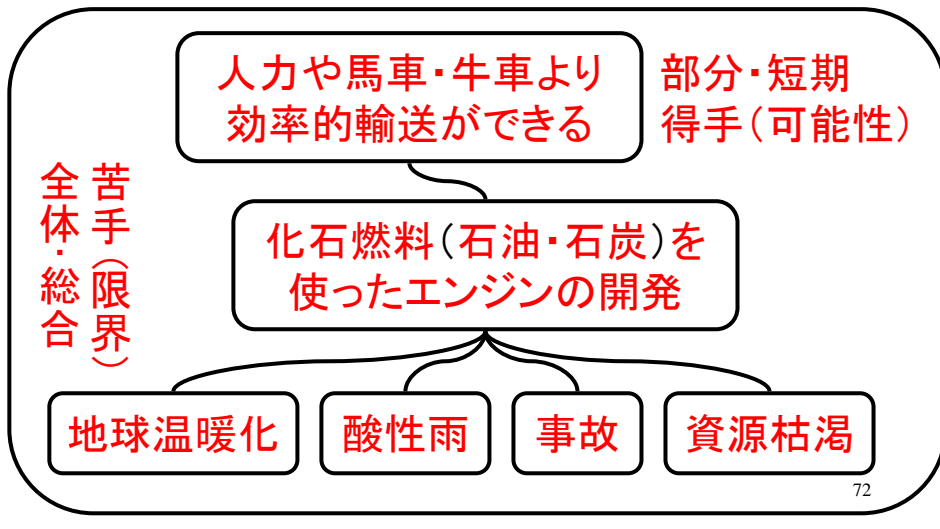 人力や馬車・牛車より
効率的輸送ができる
部分・短期
得手(可能性)
苦手(限界)
全体・総合
化石燃料(石油・石炭)を
使ったエンジンの開発
地球温暖化
酸性雨
事故
資源枯渇
72